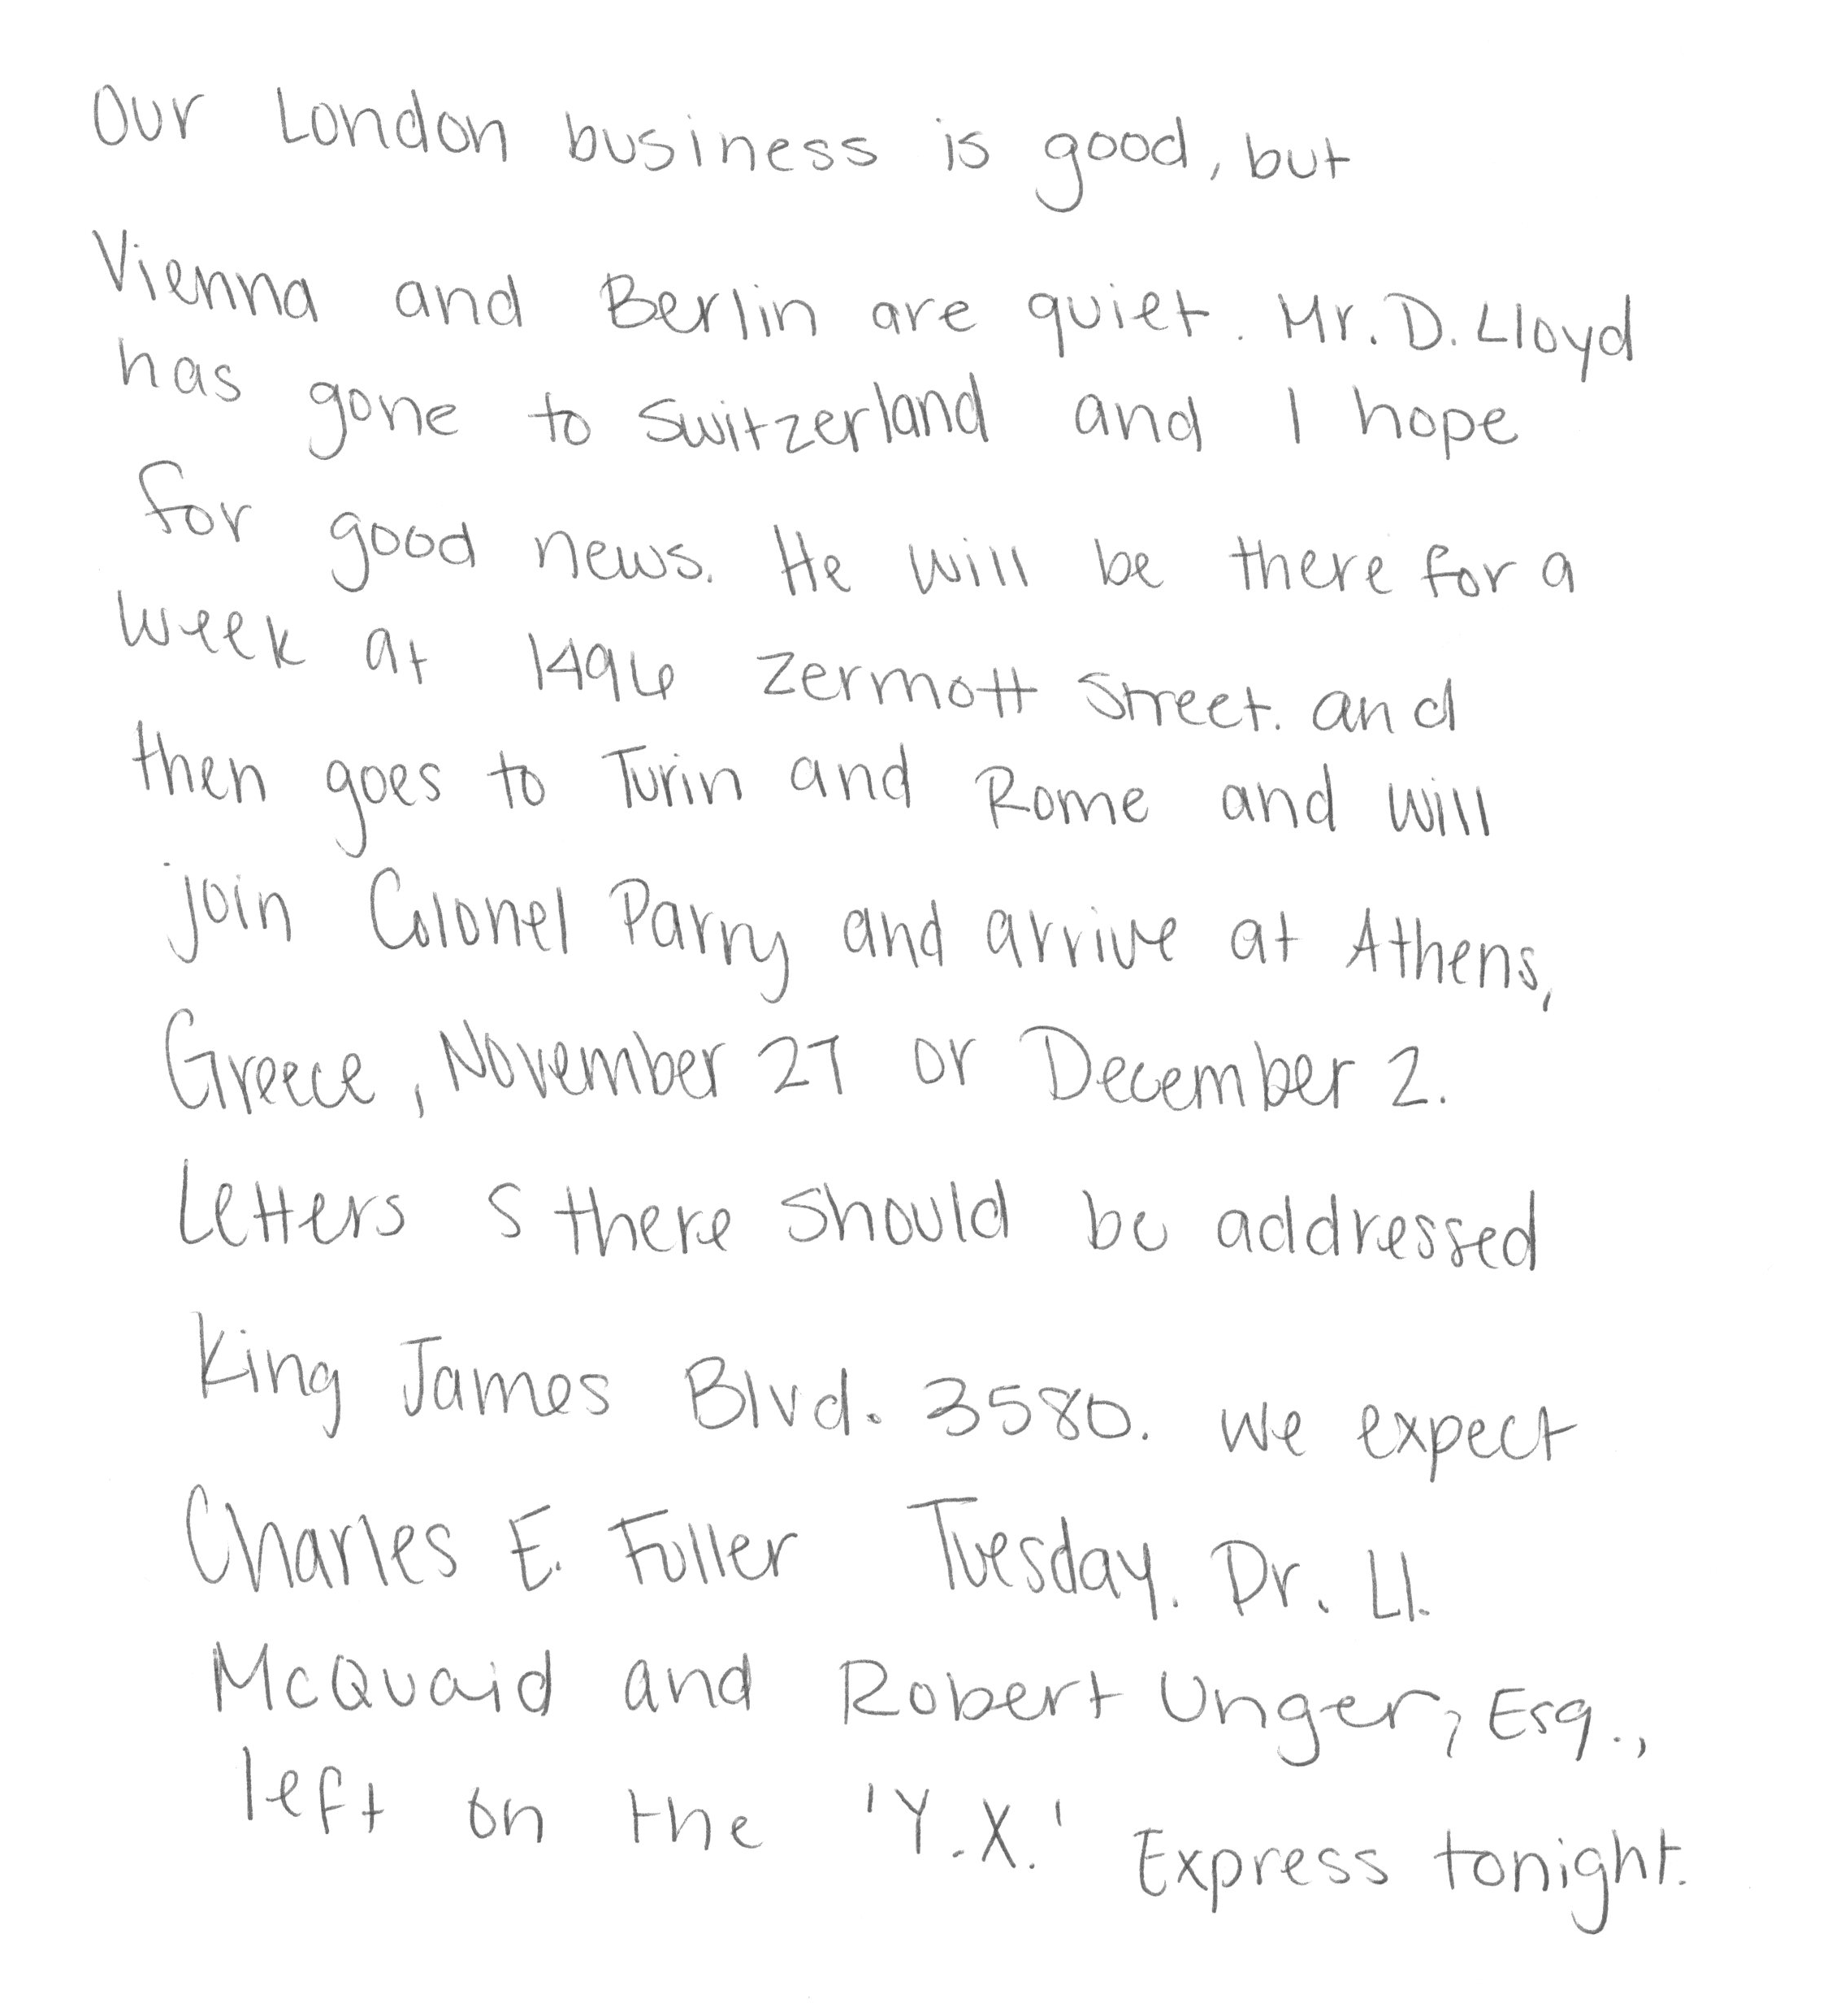 Our London business is good, but
Vienna and Berlin are quiet. Mr. D. Lloyd
has gone to Switzerland and I hope
for good news. He will be there for a
week at 1496 Zermott Street. and
then goes to Turin and Rome and will
join Colonel Parry and arrive at Athens,
Greece, November 27 or December 2.
Letters s there should be addressed
King James Blvd. 3580. We expect
Charles E. Fuller Tuesday. Dr. Ll.
McQuaid and Robert Unger, Esq.,
left on the 'Y.X.' Express tonight.